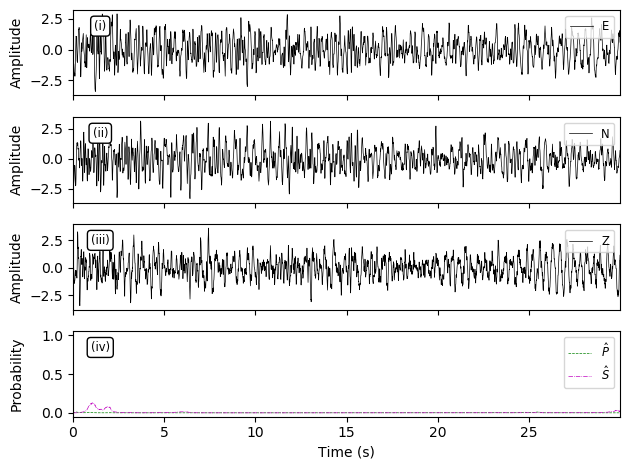 Amplitude
2.5
0.0
−2.5
(i)
E
Amplitude
2.5
0.0
−2.5
(ii)
N
Amplitude
2.5
0.0
−2.5
(iii)
Z
Probability
1.0
0.5
0.0
(iv)
P̂
Ŝ
0 5 10 15 20 25
Time (s)